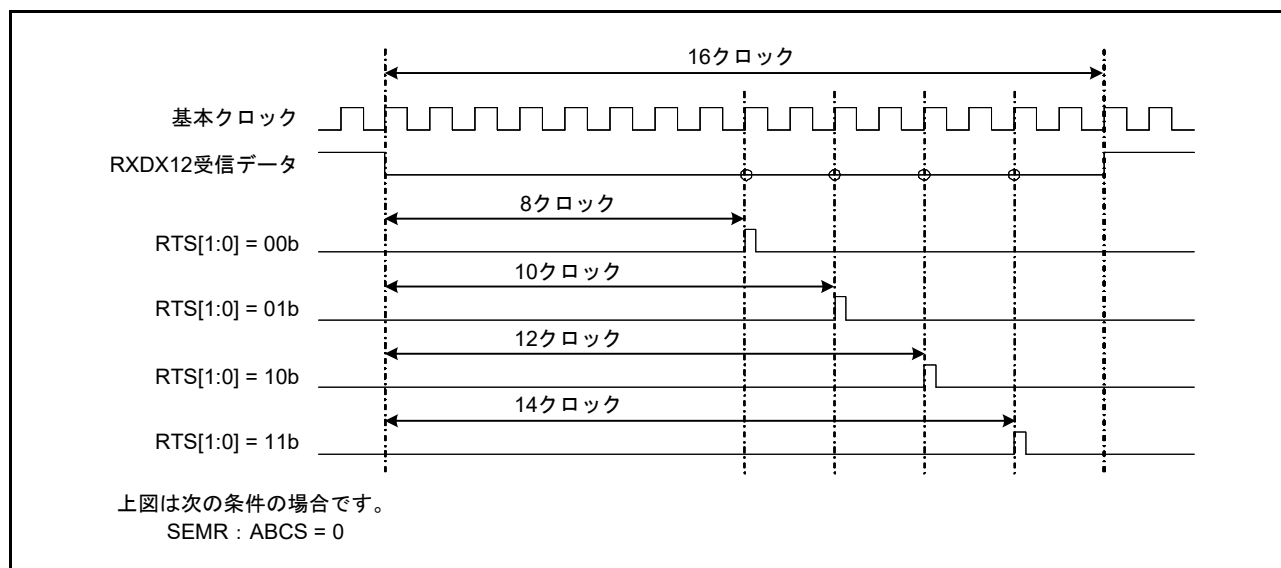 16クロック
基本クロック
RXDX12受信データ
8クロック
RTS[1:0] = 00b
10クロック
RTS[1:0] = 01b
12クロック
RTS[1:0] = 10b
14クロック
RTS[1:0] = 11b
上図は次の条件の場合です。
SEMR：ABCS = 0